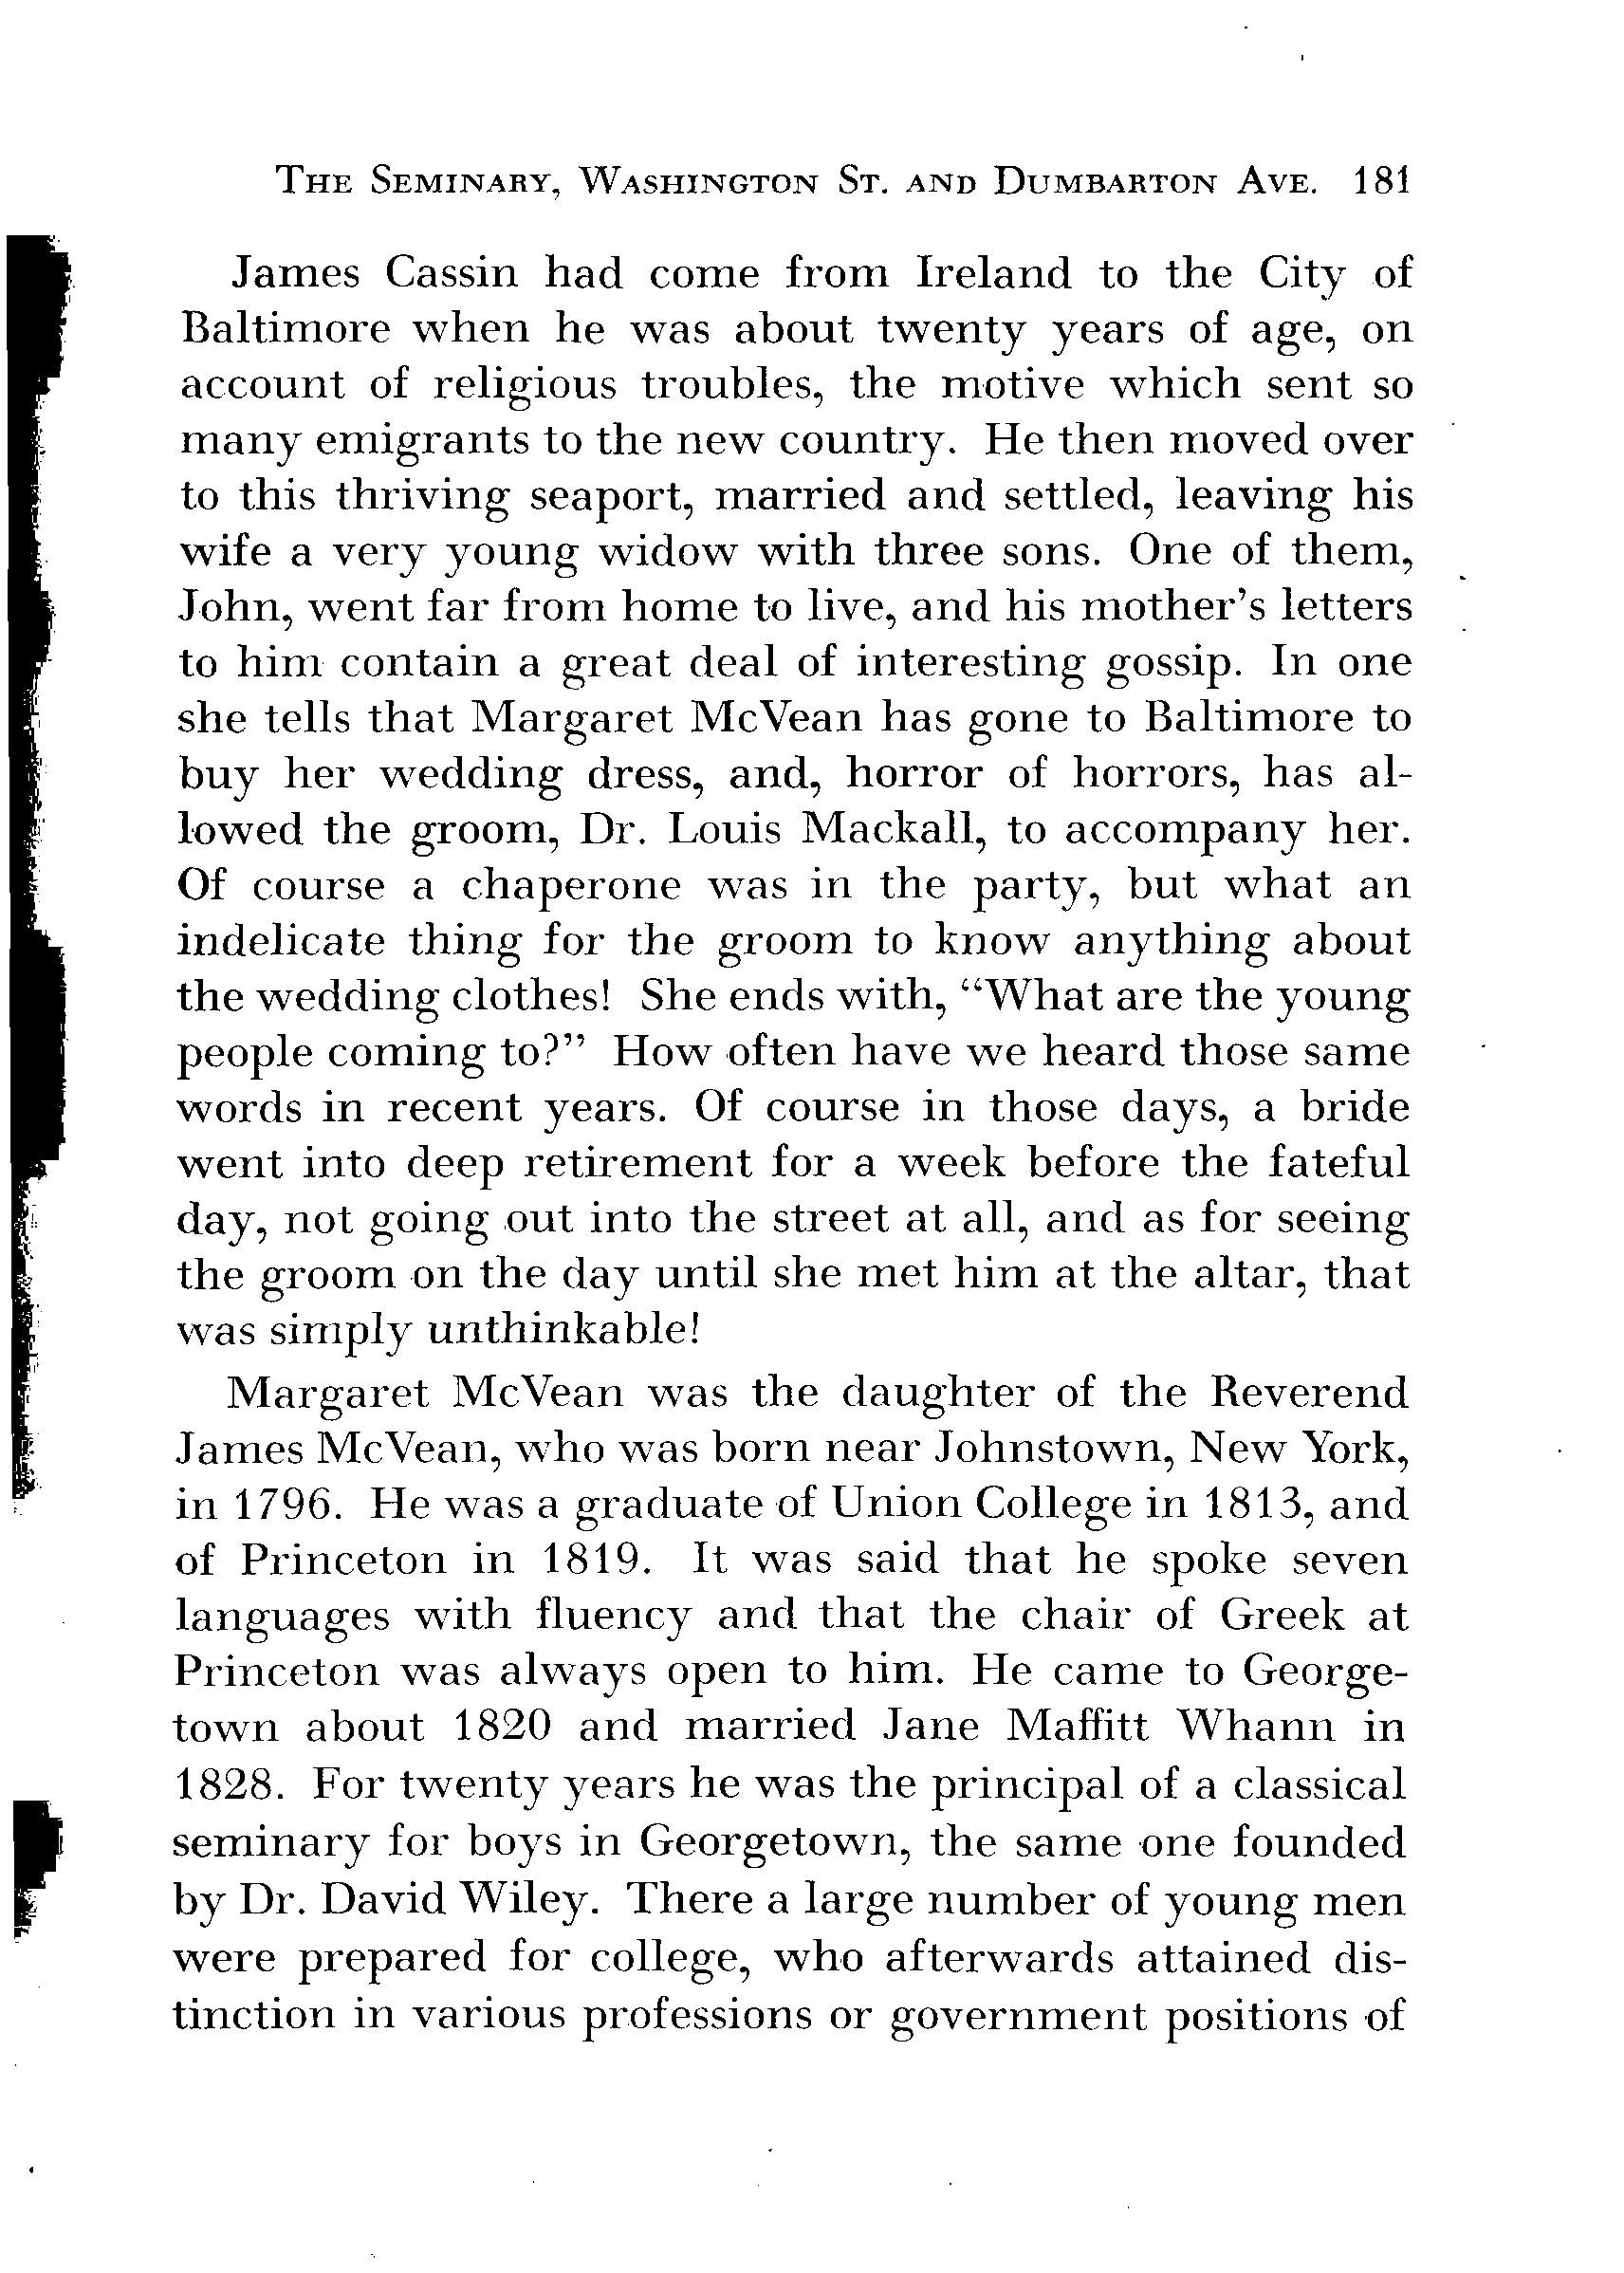 THE SEMINARY, WASHINGTON ST. AND DUMBARTON AVE. 181
James Cassin had come from Ireland to the City of
Baltimore when he was about twenty years of age, on
account of religious troubles, the motive which sent so
many emigrants to the new country. He then moved over
to this thriving seaport, married and settled, leaving his
wife a very young widow with three sons. One of them,
John, went far from home to live, and his mother's letters
to him contain a great deal of interesting gossip. In one
she tells that Margaret McVean has gone to Baltimore to
buy her wedding dress, and, horror of horrors, has al-
lowed the groom, Dr. Louis Mackall, to accompany her.
Of course a chaperone was in the party, but what an
indelicate thing for the groom to know anything about
the wedding clothes! She ends with, "What are the young
people coming to?" How often have we heard those same
words in recent years. Of course in those days, a bride
went into deep retirement for a week before the fateful
day, not going out into the street at all, and as for seeing
the groom on the day until she met him at the altar, that
was simply unthinkable!
Margaret McVean was the daughter of the Reverend
James McVean, who was born near Johnstown, New York,
in 1796. He was a graduate of Union College in 1813, and
of Princeton in 1819. It was said that he spoke seven
languages with fluency and that the chair of Greek at
Princeton was always open to him. He came to George-
town about 1820 and married Jane Maffitt Whann in
1828. For twenty years he was the principal of a classical
seminary for boys in Georgetown, the same one founded
by Dr. David Wiley. There a large number of young men
were prepared for college, who afterwards attained dis-
tinction in various professions or government positions of